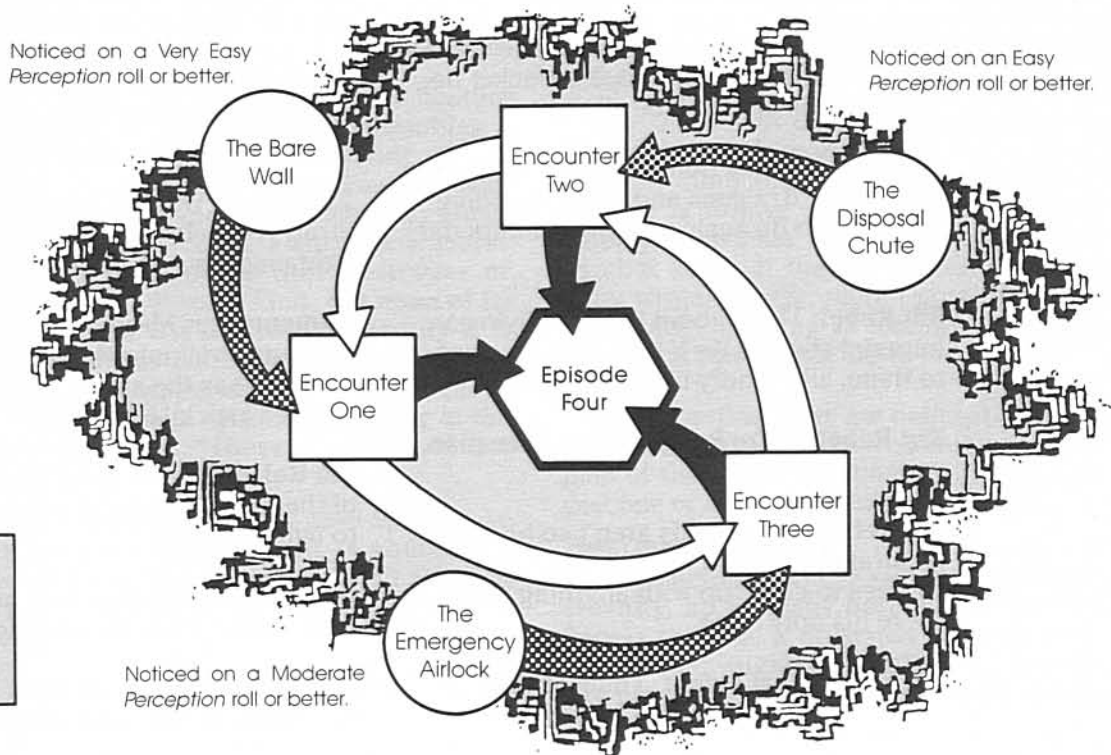 Noticed on a Very Easy
Perception roll or better.
Noticed on an Easy
Perception roll or better.
The Bare
Wall
Encounter
Two
The
Disposal
Chute
Encounter
One
Episode
Four
Encounter
Three
The
Emergency
Airlock
Noticed on a Moderate
Perception roll or better.